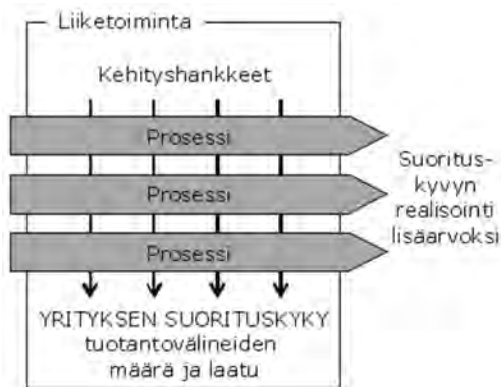 Liiketoiminta
Kehityshankkeet
Prosessi
Prosessi
Prosessi
Suoritus-
kyvyn
realisointi
lisäarvoksi
YRITYKSEN SUORITUSKYKY
tuotantovälineiden
määrä ja laatu